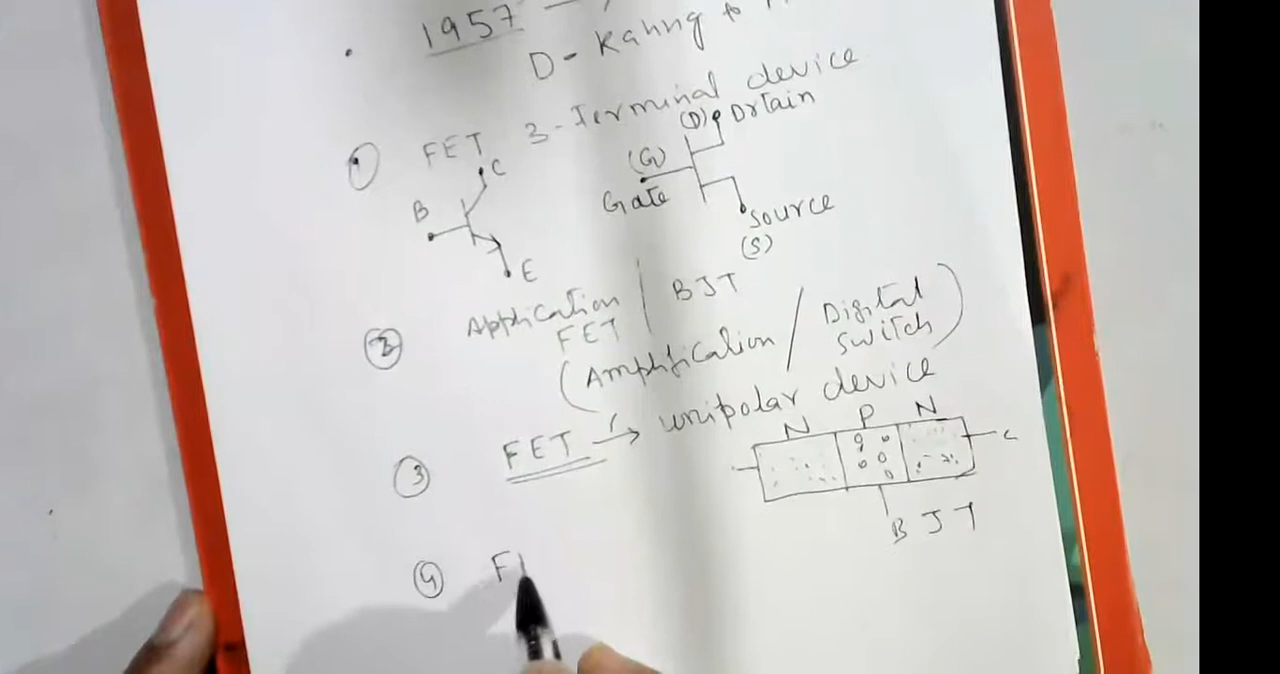 1957
D - Kahng &
① FET 3-Terminal device
(D) Drain
(G)
Gate
Source
(S)
C
B
E
② Application / BJT
FET
(Amplification / Digital
Switch)
③ FET → unipolar device
N P N
C
BJT
④ F